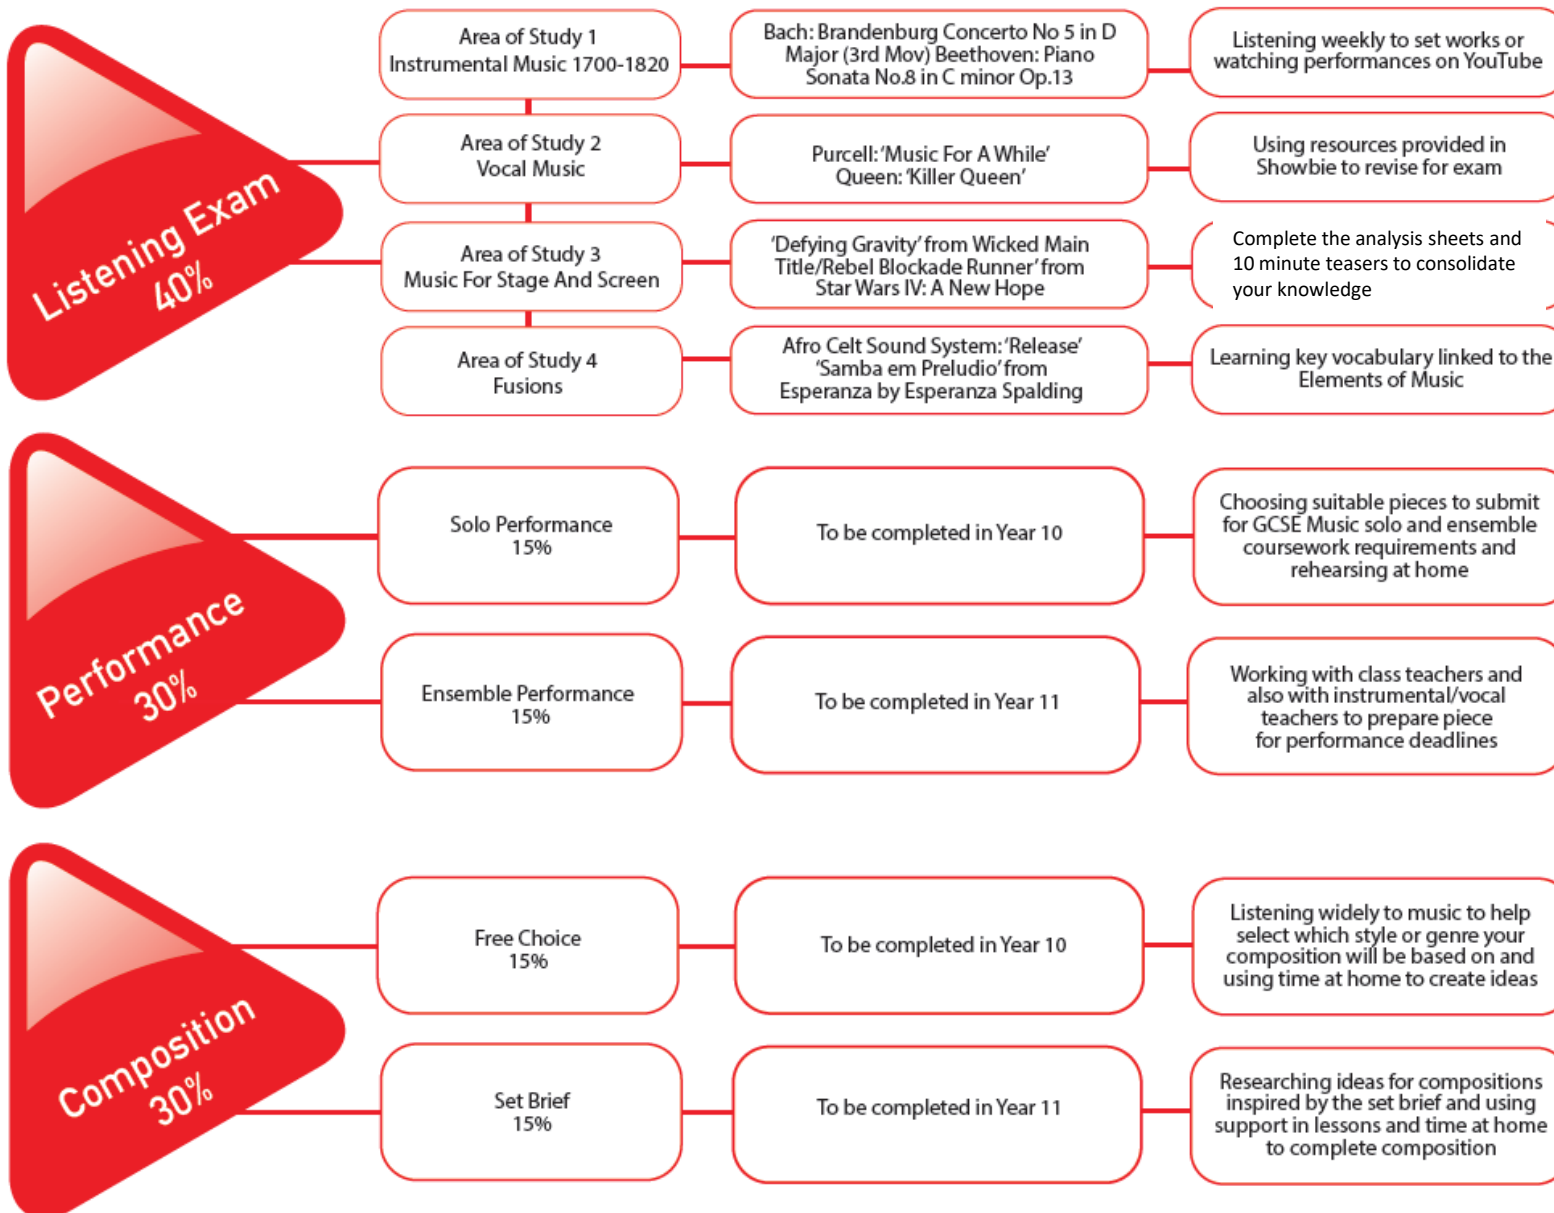 Listening Exam
40%
Area of Study 1
Instrumental Music 1700-1820
Bach: Brandenburg Concerto No 5 in D
Major (3rd Mov) Beethoven: Piano
Sonata No.8 in C minor Op.13
Listening weekly to set works or
watching performances on YouTube
Area of Study 2
Vocal Music
Purcell: ‘Music For A While’
Queen: ‘Killer Queen’
Using resources provided in
Showbie to revise for exam
Area of Study 3
Music For Stage And Screen
‘Defying Gravity’ from Wicked Main
Title/Rebel Blockade Runner’ from
Star Wars IV: A New Hope
Complete the analysis sheets and
10 minute teasers to consolidate
your knowledge
Area of Study 4
Fusions
Afro Celt Sound System: ‘Release’
‘Samba em Preludio’ from
Esperanza by Esperanza Spalding
Learning key vocabulary linked to the
Elements of Music
Performance
30%
Solo Performance
15%
To be completed in Year 10
Choosing suitable pieces to submit
for GCSE Music solo and ensemble
coursework requirements and
rehearsing at home
Ensemble Performance
15%
To be completed in Year 11
Working with class teachers and
also with instrumental/vocal
teachers to prepare piece
for performance deadlines
Composition
30%
Free Choice
15%
To be completed in Year 10
Listening widely to music to help
select which style or genre your
composition will be based on and
using time at home to create ideas
Set Brief
15%
To be completed in Year 11
Researching ideas for compositions
inspired by the set brief and using
support in lessons and time at home
to complete composition